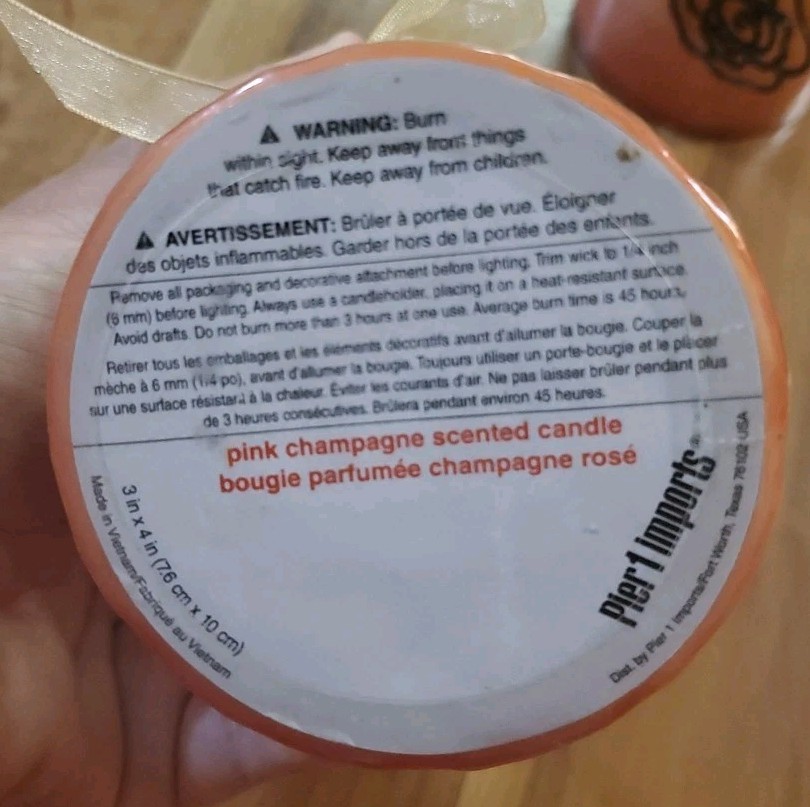 ⚠ WARNING: Burn
within sight. Keep away from things
that catch fire. Keep away from children.
⚠ AVERTISSEMENT: Brûler à portée de vue. Éloigner
des objets inflammables. Garder hors de la portée des enfants.
Remove all packaging and decorative attachment before lighting. Trim wick to 1/4 inch
(6 mm) before lighting. Always use a candleholder, placing it on a heat-resistant surface.
Avoid drafts. Do not burn more than 3 hours at one use. Average burn time is 45 hours.
Retirer tous les emballages et les éléments décoratifs avant d'allumer la bougie. Couper la
mèche à 6 mm (1/4 po), avant d'allumer la bougie. Toujours utiliser un porte-bougie et le placer
sur une surface résistant à la chaleur. Éviter les courants d'air. Ne pas laisser brûler pendant plus
de 3 heures consécutives. Brûlera pendant environ 45 heures.
pink champagne scented candle
bougie parfumée champagne rosé
3 in x 4 in (7.6 cm x 10 cm)
Made in Vietnam/Fabriqué au Vietnam
Pier 1 imports®
Dist. by Pier 1 Imports/Fort Worth, Texas 76102 USA